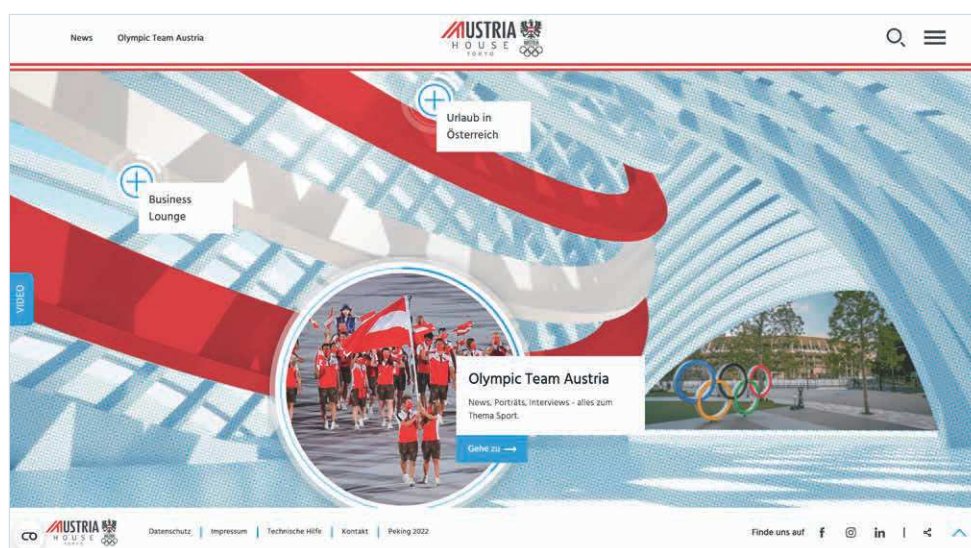 News
Olympic Team Austria
AUSTRIA
HOUSE
TOKYO
Urlaub in
Österreich
Business
Lounge
VIDEO
Olympic Team Austria
News, Porträts, Interviews - alles zum
Thema Sport.
Gehe zu
AUSTRIA
HOUSE
TOKYO
Datenschutz | Impressum | Technische Hilfe | Kontakt | Peking 2022
Finde uns auf